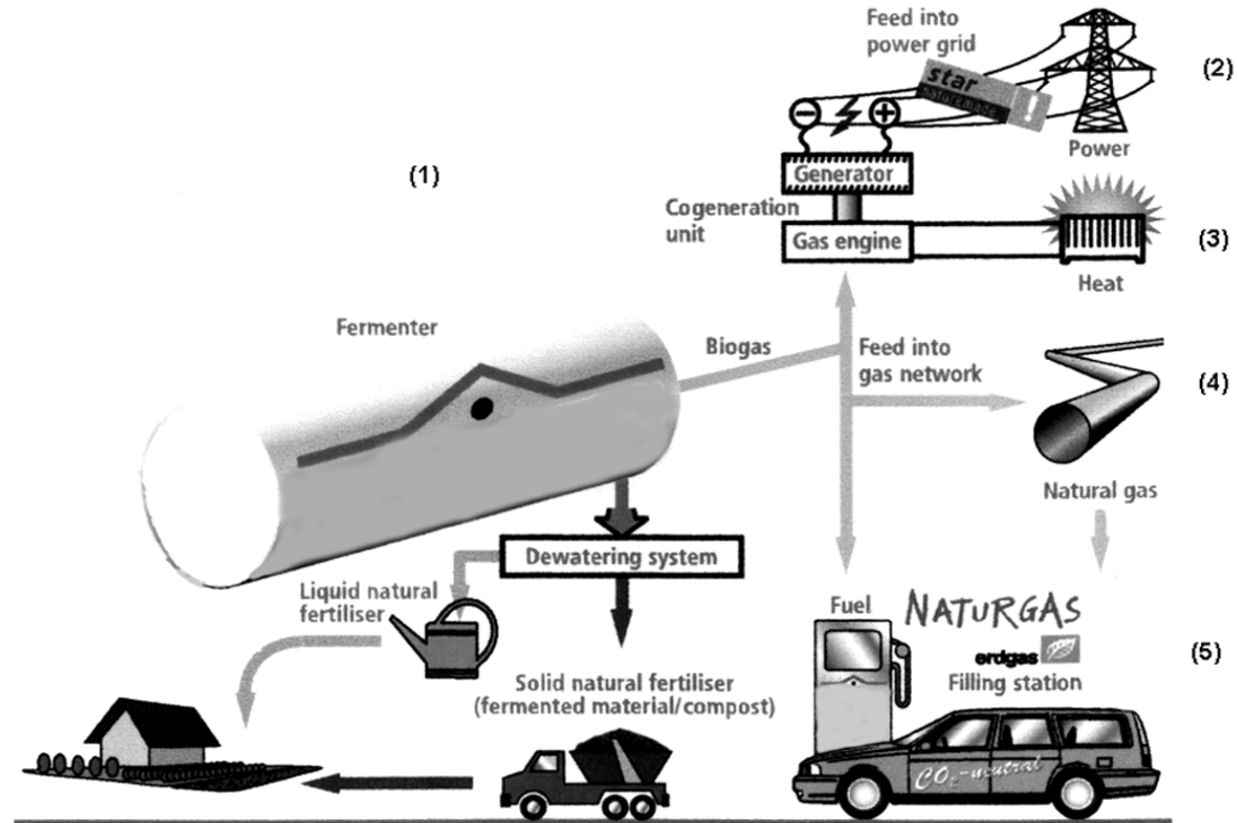 Feed into
power grid
(2)
star
naturemade
!
Power
(1)
Generator
Cogeneration
unit
Gas engine
(3)
Heat
Fermenter
Biogas
Feed into
gas network
(4)
Natural gas
Dewatering system
Liquid natural
fertiliser
Solid natural fertiliser
(fermented material/compost)
Fuel
NATURGAS
erdgas
Filling station
(5)
CO2-neutral